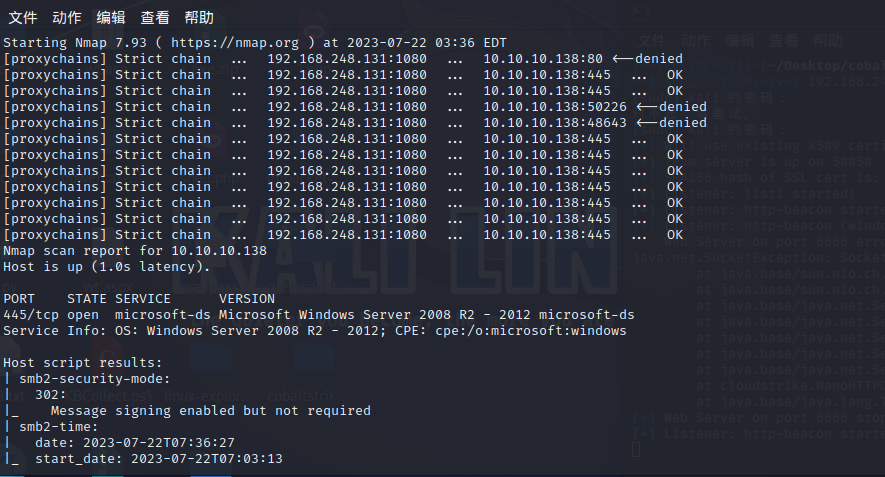 文件 动作 编辑 查看 帮助
Starting Nmap 7.93 ( https://nmap.org ) at 2023-07-22 03:36 EDT
[proxychains] Strict chain ... 192.168.248.131:1080 ... 10.10.10.138:80 <--denied
[proxychains] Strict chain ... 192.168.248.131:1080 ... 10.10.10.138:445 ... OK
[proxychains] Strict chain ... 192.168.248.131:1080 ... 10.10.10.138:445 ... OK
[proxychains] Strict chain ... 192.168.248.131:1080 ... 10.10.10.138:50226 <--denied
[proxychains] Strict chain ... 192.168.248.131:1080 ... 10.10.10.138:48643 <--denied
[proxychains] Strict chain ... 192.168.248.131:1080 ... 10.10.10.138:445 ... OK
[proxychains] Strict chain ... 192.168.248.131:1080 ... 10.10.10.138:445 ... OK
[proxychains] Strict chain ... 192.168.248.131:1080 ... 10.10.10.138:445 ... OK
[proxychains] Strict chain ... 192.168.248.131:1080 ... 10.10.10.138:445 ... OK
[proxychains] Strict chain ... 192.168.248.131:1080 ... 10.10.10.138:445 ... OK
[proxychains] Strict chain ... 192.168.248.131:1080 ... 10.10.10.138:445 ... OK
[proxychains] Strict chain ... 192.168.248.131:1080 ... 10.10.10.138:445 ... OK
Nmap scan report for 10.10.10.138
Host is up (1.0s latency).
PORT    STATE SERVICE      VERSION
445/tcp open  microsoft-ds Microsoft Windows Server 2008 R2 - 2012 microsoft-ds
Service Info: OS: Windows Server 2008 R2 - 2012; CPE: cpe:/o:microsoft:windows
Host script results:
| smb2-security-mode:
|   302:
|_    Message signing enabled but not required
| smb2-time:
|   date: 2023-07-22T07:36:27
|_  start_date: 2023-07-22T07:03:13